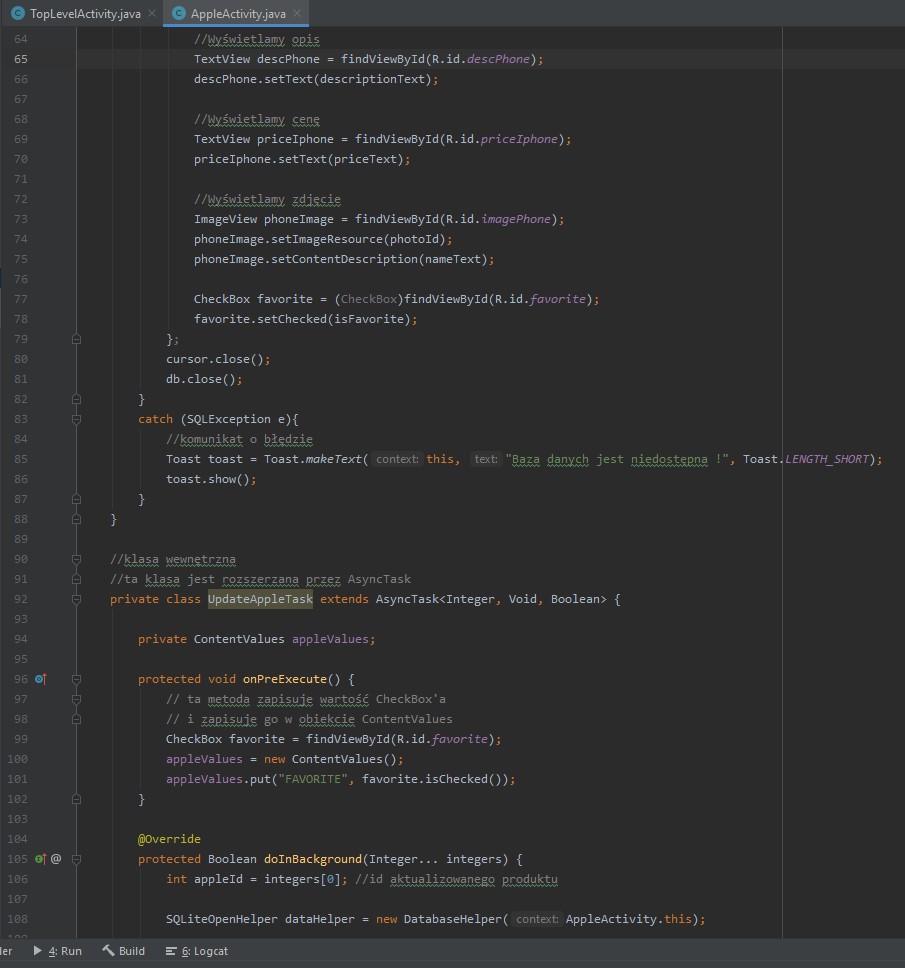 TopLevelActivity.java AppleActivity.java
64 //Wyświetlamy opis
65 TextView descPhone = findViewById(R.id.descPhone);
66 descPhone.setText(descriptionText);
67
68 //Wyświetlamy cenę
69 TextView priceIphone = findViewById(R.id.priceIphone);
70 priceIphone.setText(priceText);
71
72 //Wyświetlamy zdjęcie
73 ImageView phoneImage = findViewById(R.id.imagePhone);
74 phoneImage.setImageResource(photoId);
75 phoneImage.setContentDescription(nameText);
76
77 CheckBox favorite = (CheckBox)findViewById(R.id.favorite);
78 favorite.setChecked(isFavorite);
79 };
80 cursor.close();
81 db.close();
82 }
83 catch (SQLException e){
84 //komunikat o błędzie
85 Toast toast = Toast.makeText( context: this, text: "Baza danych jest niedostępna !", Toast.LENGTH_SHORT);
86 toast.show();
87 }
88 }
89
90 //klasa wewnętrzna
91 //ta klasa jest rozszerzana przez AsyncTask
92 private class UpdateAppleTask extends AsyncTask<Integer, Void, Boolean> {
93
94 private ContentValues appleValues;
95
96 protected void onPreExecute() {
97 // ta metoda zapisuje wartość CheckBox'a
98 // i zapisuje go w obiekcie ContentValues
99 CheckBox favorite = findViewById(R.id.favorite);
100 appleValues = new ContentValues();
101 appleValues.put("FAVORITE", favorite.isChecked());
102 }
103
104 @Override
105 @ protected Boolean doInBackground(Integer... integers) {
106 int appleId = integers[0]; //id aktualizowanego produktu
107
108 SQLiteOpenHelper dataHelper = new DatabaseHelper( context: AppleActivity.this);
ler 4: Run Build 6: Logcat